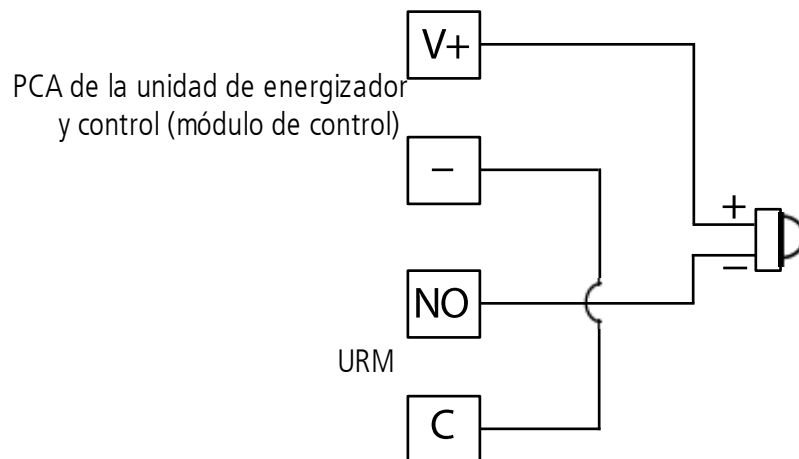 V+
PCA de la unidad de energizador
y control (módulo de control)
–
+
–
NO
URM
C